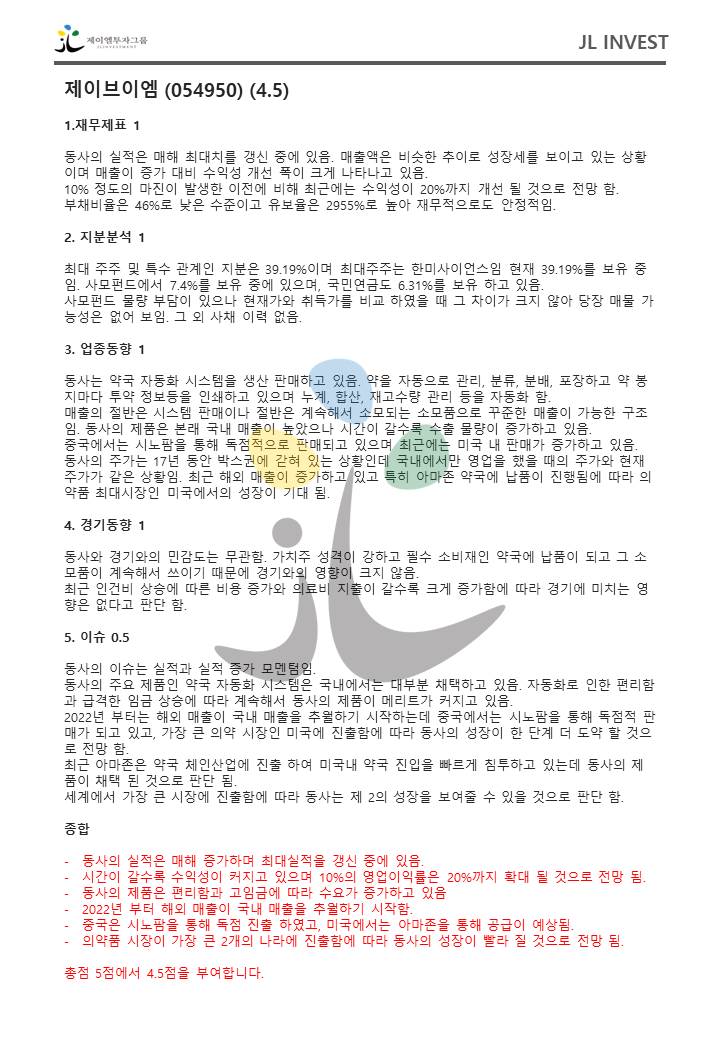 제이엘투자그룹
JLINVESTMENT
JL INVEST
제이브이엠 (054950) (4.5)
1.재무제표 1
동사의 실적은 매해 최대치를 갱신 중에 있음. 매출액은 비슷한 추이로 성장세를 보이고 있는 상황
이며 매출이 증가 대비 수익성 개선 폭이 크게 나타나고 있음.
10% 정도의 마진이 발생한 이전에 비해 최근에는 수익성이 20%까지 개선 될 것으로 전망 함.
부채비율은 46%로 낮은 수준이고 유보율은 2955%로 높아 재무적으로도 안정적임.
2. 지분분석 1
최대 주주 및 특수 관계인 지분은 39.19%이며 최대주주는 한미사이언스임 현재 39.19%를 보유 중
임. 사모펀드에서 7.4%를 보유 중에 있으며, 국민연금도 6.31%를 보유 하고 있음.
사모펀드 물량 부담이 있으나 현재가와 취득가를 비교 하였을 때 그 차이가 크지 않아 당장 매물 가
능성은 없어 보임. 그 외 사채 이력 없음.
3. 업종동향 1
동사는 약국 자동화 시스템을 생산 판매하고 있음. 약을 자동으로 관리, 분류, 분배, 포장하고 약 봉
지마다 투약 정보등을 인쇄하고 있으며 누계, 합산, 재고수량 관리 등을 자동화 함.
매출의 절반은 시스템 판매이나 절반은 계속해서 소모되는 소모품으로 꾸준한 매출이 가능한 구조
임. 동사의 제품은 본래 국내 매출이 높았으나 시간이 갈수록 수출 물량이 증가하고 있음.
중국에서는 시노팜을 통해 독점적으로 판매되고 있으며 최근에는 미국 내 판매가 증가하고 있음.
동사의 주가는 17년 동안 박스권에 갇혀 있는 상황인데 국내에서만 영업을 했을 때의 주가와 현재
주가가 같은 상황임. 최근 해외 매출이 증가하고 있고 특히 아마존 약국에 납품이 진행됨에 따라 의
약품 최대시장인 미국에서의 성장이 기대 됨.
4. 경기동향 1
동사와 경기와의 민감도는 무관함. 가치주 성격이 강하고 필수 소비재인 약국에 납품이 되고 그 소
모품이 계속해서 쓰이기 때문에 경기와의 영향이 크지 않음.
최근 인건비 상승에 따른 비용 증가와 의료비 지출이 갈수록 크게 증가함에 따라 경기에 미치는 영
향은 없다고 판단 함.
5. 이슈 0.5
동사의 이슈는 실적과 실적 증가 모멘텀임.
동사의 주요 제품인 약국 자동화 시스템은 국내에서는 대부분 채택하고 있음. 자동화로 인한 편리함
과 급격한 임금 상승에 따라 계속해서 동사의 제품이 메리트가 커지고 있음.
2022년 부터는 해외 매출이 국내 매출을 추월하기 시작하는데 중국에서는 시노팜을 통해 독점적 판
매가 되고 있고, 가장 큰 의약 시장인 미국에 진출함에 따라 동사의 성장이 한 단계 더 도약 할 것으
로 전망 함.
최근 아마존은 약국 체인산업에 진출 하여 미국내 약국 진입을 빠르게 침투하고 있는데 동사의 제
품이 채택 된 것으로 판단 됨.
세계에서 가장 큰 시장에 진출함에 따라 동사는 제 2의 성장을 보여줄 수 있을 것으로 판단 함.
종합
- 동사의 실적은 매해 증가하며 최대실적을 갱신 중에 있음.
- 시간이 갈수록 수익성이 커지고 있으며 10%의 영업이익률은 20%까지 확대 될 것으로 전망 됨.
- 동사의 제품은 편리함과 고임금에 따라 수요가 증가하고 있음
- 2022년 부터 해외 매출이 국내 매출을 추월하기 시작함.
- 중국은 시노팜을 통해 독점 진출 하였고, 미국에서는 아마존을 통해 공급이 예상됨.
- 의약품 시장이 가장 큰 2개의 나라에 진출함에 따라 동사의 성장이 빨라 질 것으로 전망 됨.
총점 5점에서 4.5점을 부여합니다.